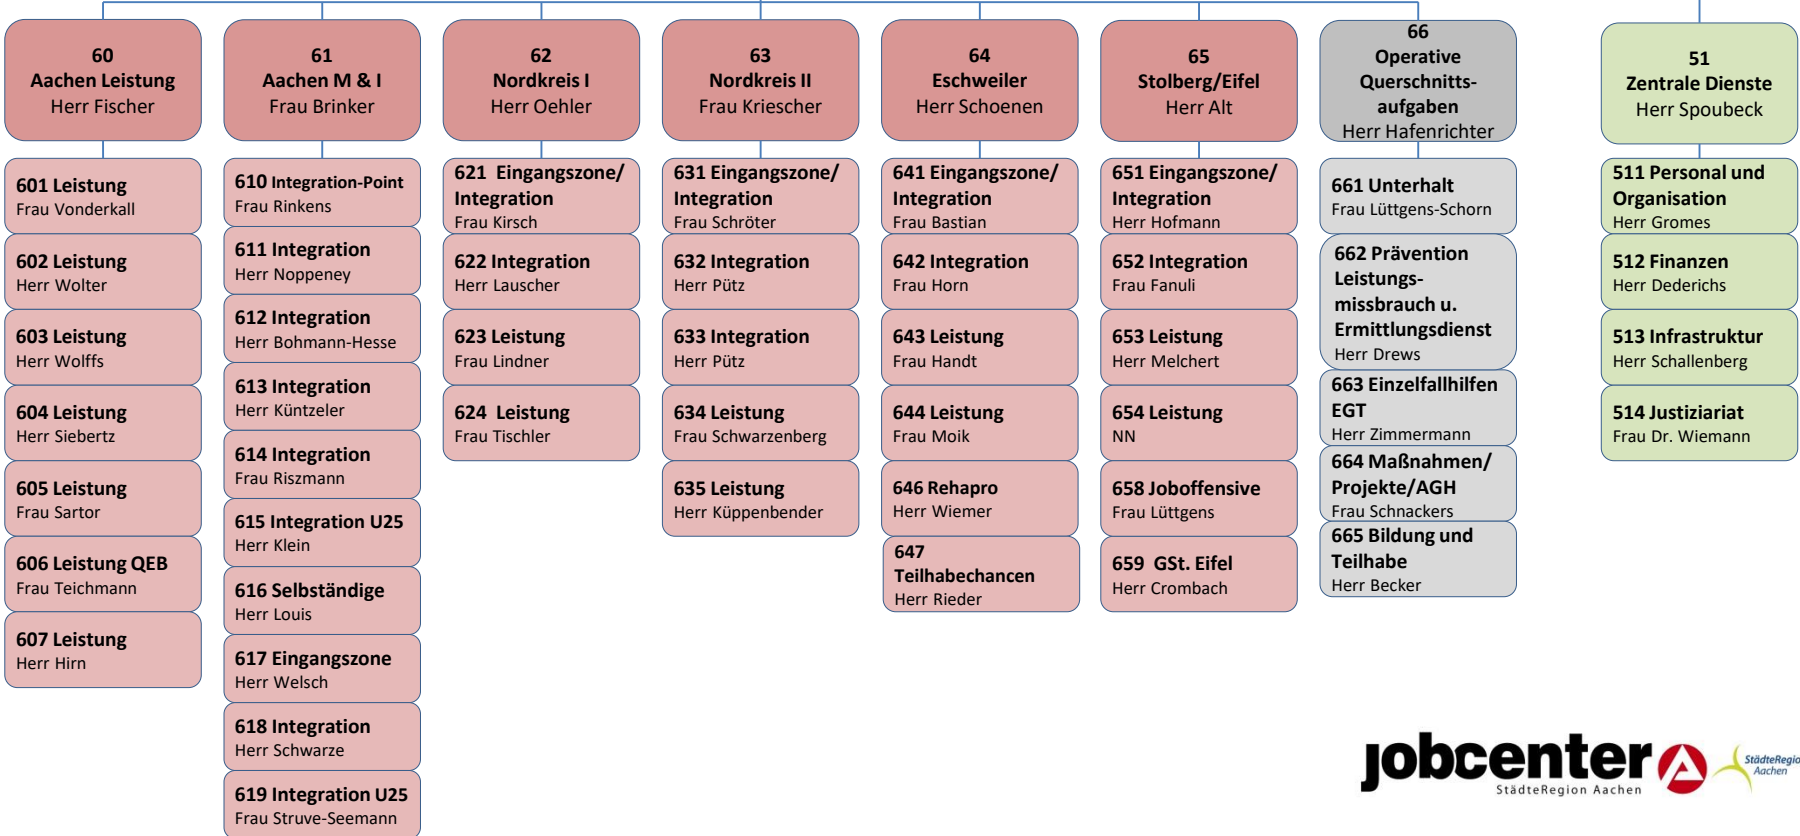 60
Aachen Leistung
Herr Fischer
601 Leistung
Frau Vonderkall
602 Leistung
Herr Wolter
603 Leistung
Herr Wolffs
604 Leistung
Herr Siebertz
605 Leistung
Frau Sartor
606 Leistung QEB
Frau Teichmann
607 Leistung
Herr Hirn
61
Aachen M & I
Frau Brinker
610 Integration-Point
Frau Rinkens
611 Integration
Herr Noppeney
612 Integration
Herr Bohmann-Hesse
613 Integration
Herr Küntzeler
614 Integration
Frau Riszmann
615 Integration U25
Herr Klein
616 Selbständige
Herr Louis
617 Eingangszone
Herr Welsch
618 Integration
Herr Schwarze
619 Integration U25
Frau Struve-Seemann
62
Nordkreis I
Herr Oehler
621 Eingangszone/
Integration
Frau Kirsch
622 Integration
Herr Lauscher
623 Leistung
Frau Lindner
624 Leistung
Frau Tischler
63
Nordkreis II
Frau Kriescher
631 Eingangszone/
Integration
Frau Schröter
632 Integration
Herr Pütz
633 Integration
Herr Pütz
634 Leistung
Frau Schwarzenberg
635 Leistung
Herr Küppenbender
64
Eschweiler
Herr Schoenen
641 Eingangszone/
Integration
Frau Bastian
642 Integration
Frau Horn
643 Leistung
Frau Handt
644 Leistung
Frau Moik
646 Rehapro
Herr Wiemer
647
Teilhabechancen
Herr Rieder
65
Stolberg/Eifel
Herr Alt
651 Eingangszone/
Integration
Herr Hofmann
652 Integration
Frau Fanuli
653 Leistung
Herr Melchert
654 Leistung
NN
658 Joboffensive
Frau Lüttgens
659 GSt. Eifel
Herr Crombach
66
Operative
Querschnitts-
aufgaben
Herr Hafenrichter
661 Unterhalt
Frau Lüttgens-Schorn
662 Prävention
Leistungs-
missbrauch u.
Ermittlungsdienst
Herr Drews
663 Einzelfallhilfen
EGT
Herr Zimmermann
664 Maßnahmen/
Projekte/AGH
Frau Schnackers
665 Bildung und
Teilhabe
Herr Becker
51
Zentrale Dienste
Herr Spoubeck
511 Personal und
Organisation
Herr Gromes
512 Finanzen
Herr Dederichs
513 Infrastruktur
Herr Schallenberg
514 Justiziariat
Frau Dr. Wiemann
jobcenter
StädteRegion Aachen
StädteRegio
Aachen